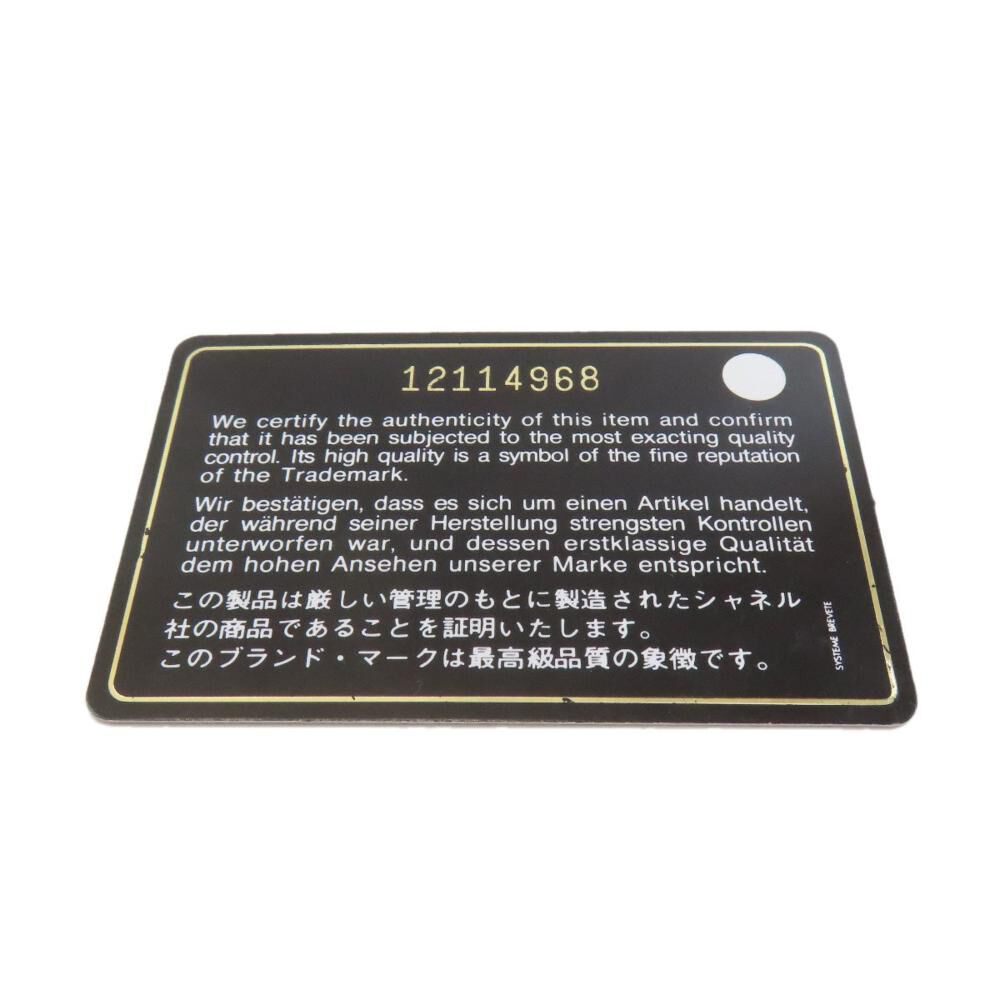 12114968
We certify the authenticity of this item and confirm
that it has been subjected to the most exacting quality
control. Its high quality is a symbol of the fine reputation
of the Trademark.
Wir bestätigen, dass es sich um einen Artikel handelt,
der während seiner Herstellung strengsten Kontrollen
unterworfen war, und dessen erstklassige Qualität
dem hohen Ansehen unserer Marke entspricht.
この製品は厳しい管理のもとに製造されたシャネル
社の商品であることを証明いたします。
このブランド・マークは最高級品質の象徴です。
SYSTEME BREVETE